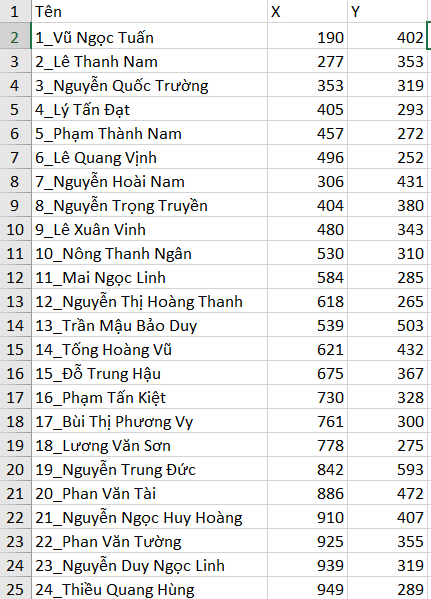 1 Tên X Y
2 1_Vũ Ngọc Tuấn 190 402
3 2_Lê Thanh Nam 277 353
4 3_Nguyễn Quốc Trường 353 319
5 4_Lý Tấn Đạt 405 293
6 5_Phạm Thành Nam 457 272
7 6_Lê Quang Vịnh 496 252
8 7_Nguyễn Hoài Nam 306 431
9 8_Nguyễn Trọng Truyền 404 380
10 9_Lê Xuân Vinh 480 343
11 10_Nông Thanh Ngân 530 310
12 11_Mai Ngọc Linh 584 285
13 12_Nguyễn Thị Hoàng Thanh 618 265
14 13_Trần Mậu Bảo Duy 539 503
15 14_Tống Hoàng Vũ 621 432
16 15_Đỗ Trung Hậu 675 367
17 16_Phạm Tấn Kiệt 730 328
18 17_Bùi Thị Phương Vy 761 300
19 18_Lương Văn Sơn 778 275
20 19_Nguyễn Trung Đức 842 593
21 20_Phan Văn Tài 886 472
22 21_Nguyễn Ngọc Huy Hoàng 910 407
23 22_Phan Văn Tường 925 355
24 23_Nguyễn Duy Ngọc Linh 939 319
25 24_Thiều Quang Hùng 949 289